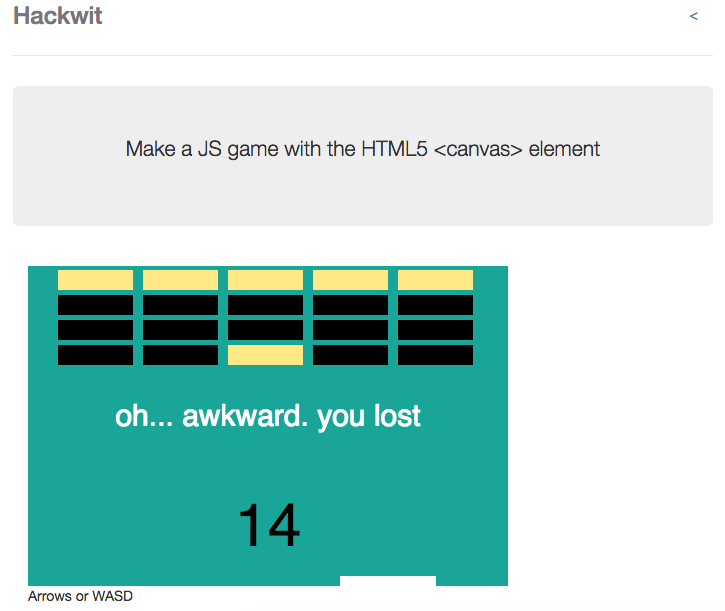 Hackwit
<
Make a JS game with the HTML5 <canvas> element
oh... awkward. you lost
14
Arrows or WASD